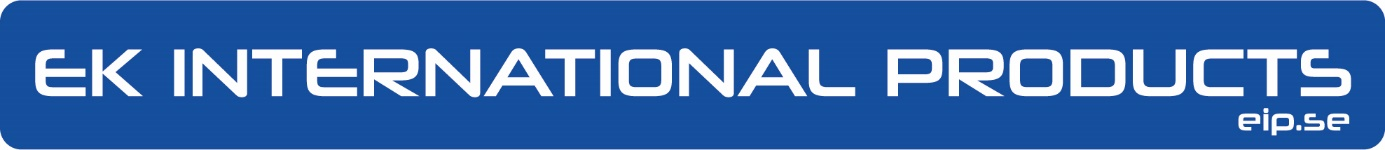 EK INTERNATIONAL PRODUCTS
eip.se